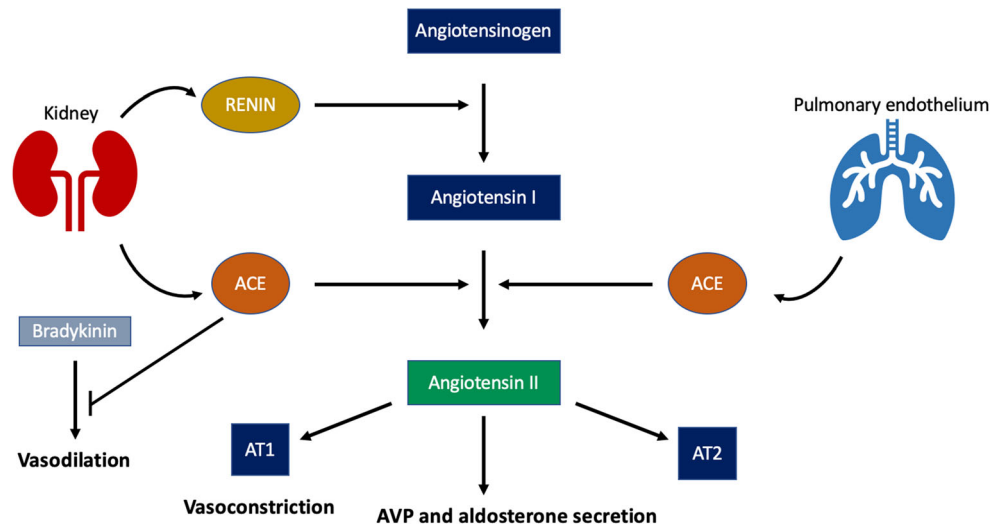 Angiotensinogen
Kidney
RENIN
Pulmonary endothelium
Angiotensin I
ACE
ACE
Bradykinin
Angiotensin II
AT1
AT2
Vasodilation
Vasoconstriction
AVP and aldosterone secretion